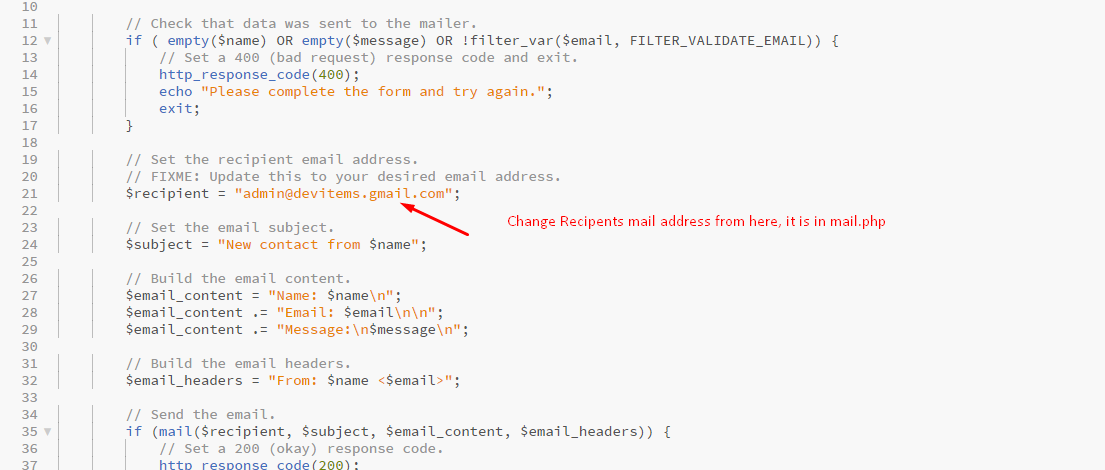 10
11 // Check that data was sent to the mailer.
12 if ( empty($name) OR empty($message) OR !filter_var($email, FILTER_VALIDATE_EMAIL)) {
13 // Set a 400 (bad request) response code and exit.
14 http_response_code(400);
15 echo "Please complete the form and try again.";
16 exit;
17 }
18
19 // Set the recipient email address.
20 // FIXME: Update this to your desired email address.
21 $recipient = "admin@devitems.gmail.com";
Change Recipents mail address from here, it is in mail.php
22
23 // Set the email subject.
24 $subject = "New contact from $name";
25
26 // Build the email content.
27 $email_content = "Name: $name\n";
28 $email_content .= "Email: $email\n\n";
29 $email_content .= "Message:\n$message\n";
30
31 // Build the email headers.
32 $email_headers = "From: $name <$email>";
33
34 // Send the email.
35 if (mail($recipient, $subject, $email_content, $email_headers)) {
36 // Set a 200 (okay) response code.
37 http_response_code(200);